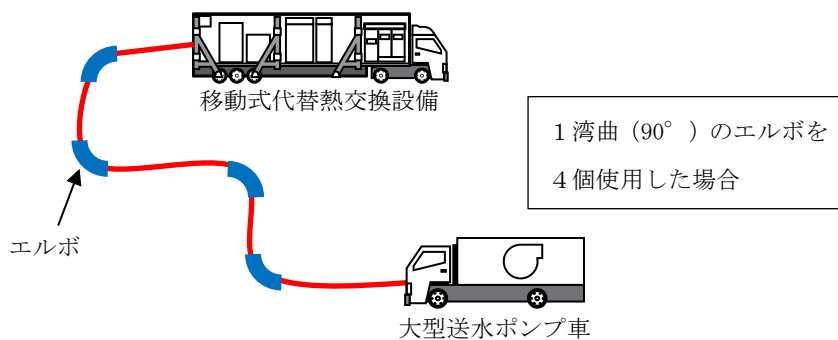 移動式代替熱交換設備
1湾曲（90°）のエルボを
4個使用した場合
エルボ
大型送水ポンプ車